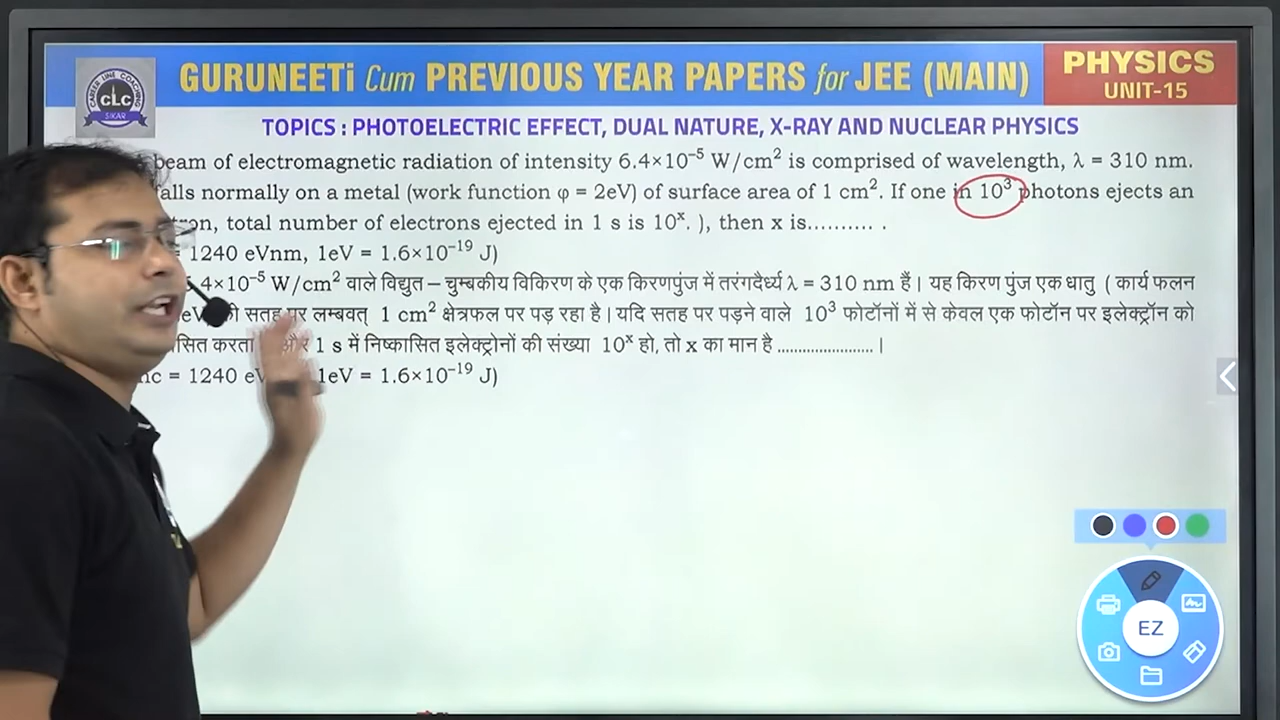 GURUNEETi Cum PREVIOUS YEAR PAPERS for JEE (MAIN)
PHYSICS
UNIT-15
CAREER LINE COACHING
CLC
SIKAR
TOPICS : PHOTOELECTRIC EFFECT, DUAL NATURE, X-RAY AND NUCLEAR PHYSICS
beam of electromagnetic radiation of intensity 6.4×10⁻⁵ W/cm² is comprised of wavelength, λ = 310 nm.
falls normally on a metal (work function φ = 2eV) of surface area of 1 cm². If one in 10³ photons ejects an
total number of electrons ejected in 1 s is 10ˣ. ), then x is.......... .
= 1240 eVnm, 1eV = 1.6×10⁻¹⁹ J)
4×10⁻⁵ W/cm² वाले विद्युत – चुम्बकीय विकिरण के एक किरणपुंज में तरंगदैर्ध्य λ = 310 nm हैं। यह किरण पुंज एक धातु ( कार्य फलन
eV की सतह पर लम्बवत् 1 cm² क्षेत्रफल पर पड़ रहा है। यदि सतह पर पड़ने वाले 10³ फोटॉनों में से केवल एक फोटॉन पर इलेक्ट्रॉन को
करता 1 s में निष्कासित इलेक्ट्रोनों की संख्या 10ˣ हो, तो x का मान है ........................ |
= 1240 1eV = 1.6×10⁻¹⁹ J)
EZ